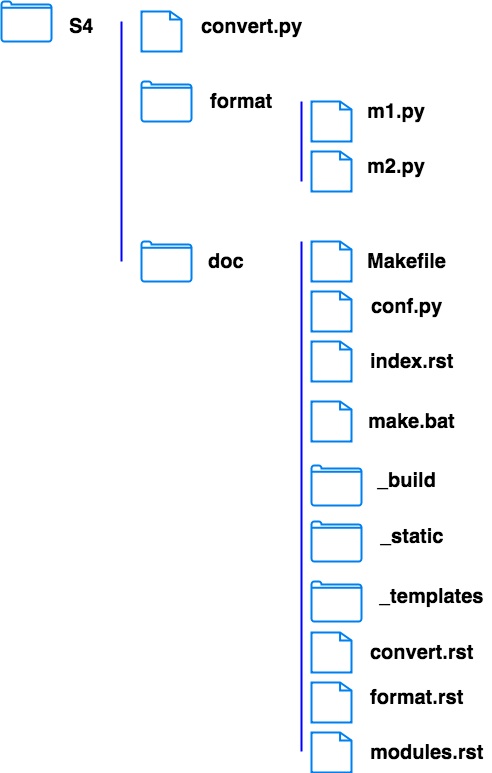 S4
convert.py
format
m1.py
m2.py
doc
Makefile
conf.py
index.rst
make.bat
_build
_static
_templates
convert.rst
format.rst
modules.rst